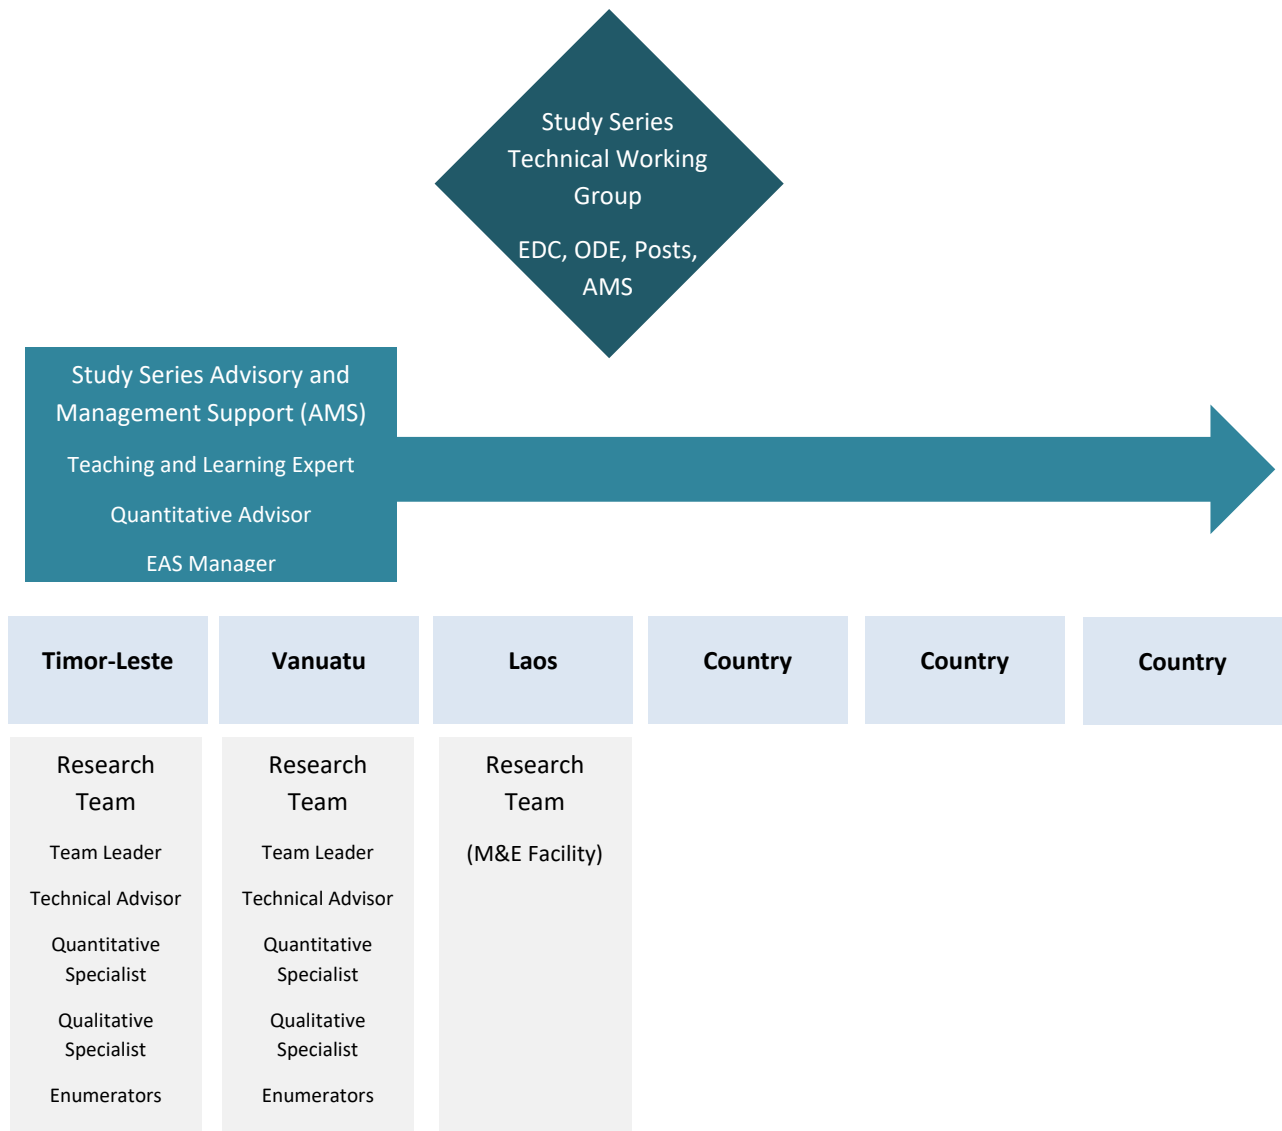 Study Series
Technical Working
Group
EDC, ODE, Posts,
AMS
Study Series Advisory and
Management Support (AMS)
Teaching and Learning Expert
Quantitative Advisor
EAS Manager
Timor-Leste
Vanuatu
Laos
Country
Country
Country
Research
Team
Team Leader
Technical Advisor
Quantitative
Specialist
Qualitative
Specialist
Enumerators
Research
Team
Team Leader
Technical Advisor
Quantitative
Specialist
Qualitative
Specialist
Enumerators
Research
Team
(M&E Facility)